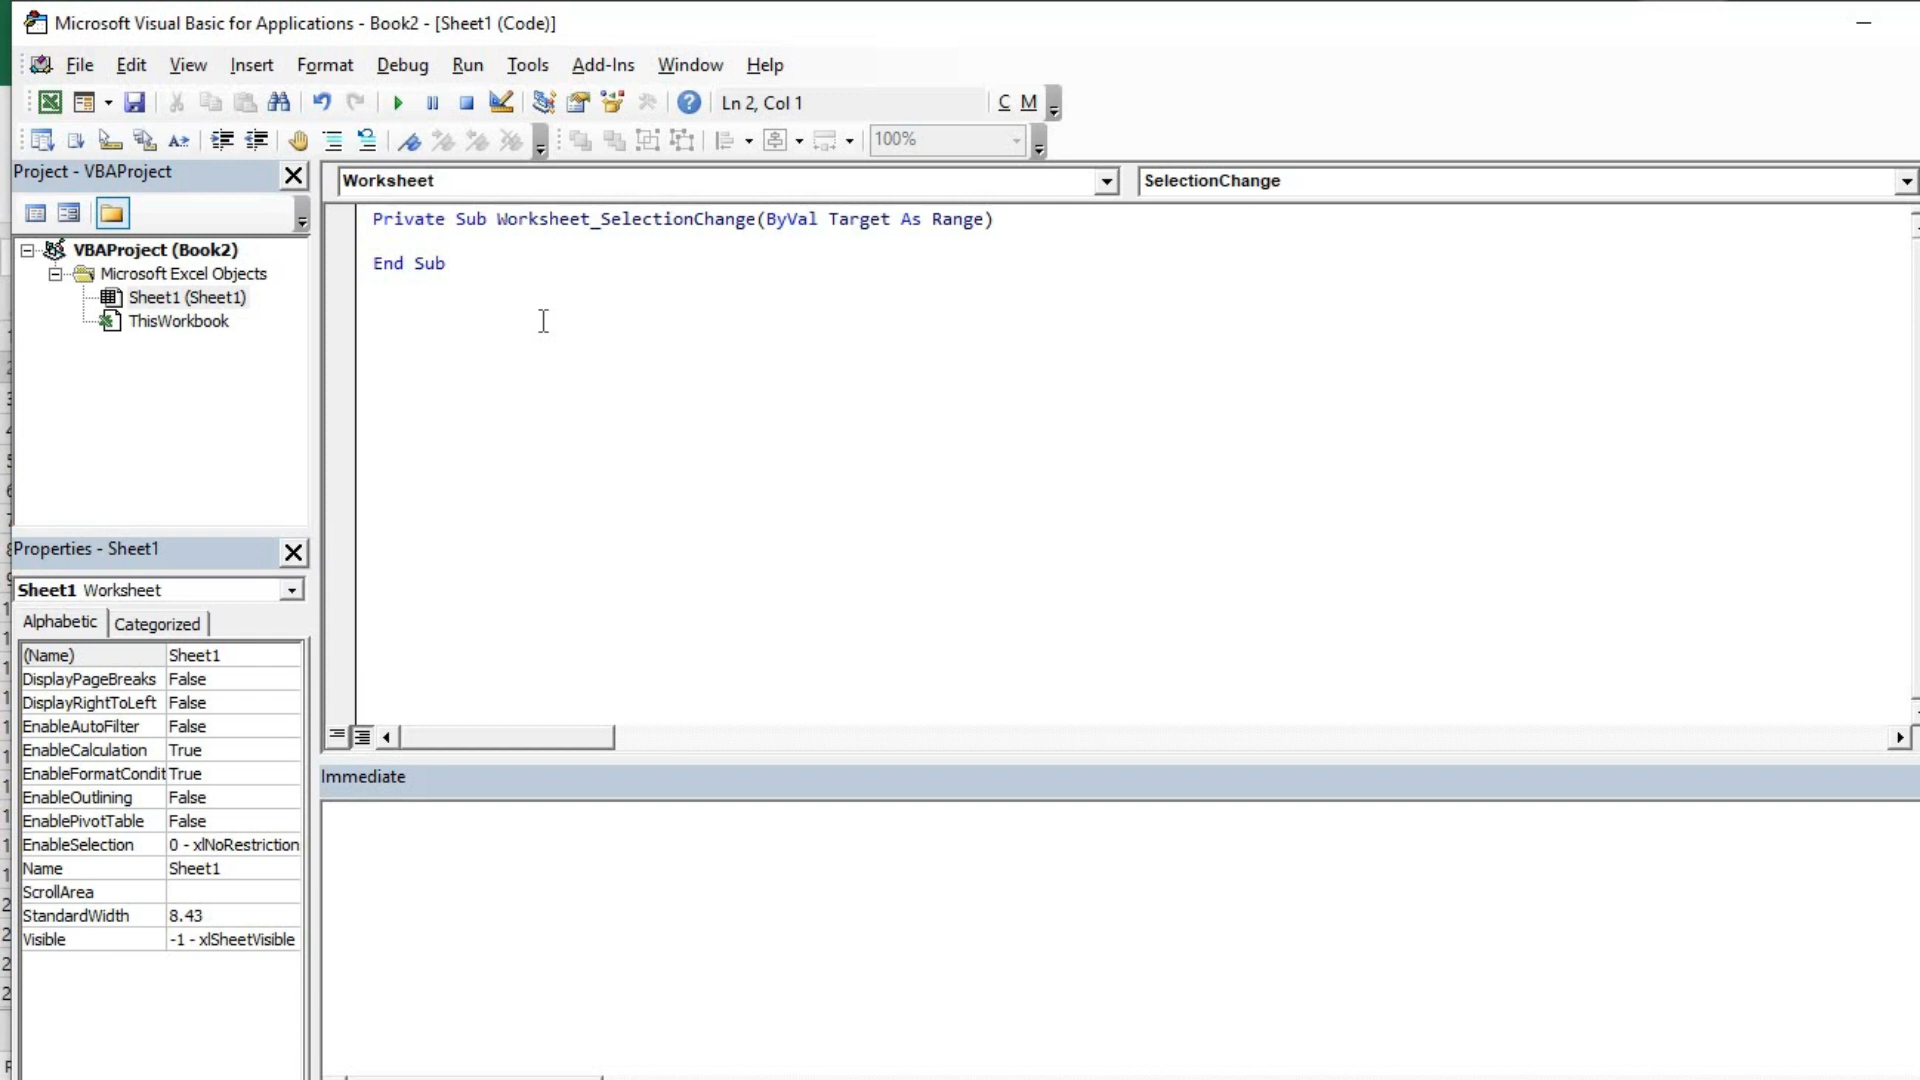 Microsoft Visual Basic for Applications - Book2 - [Sheet1 (Code)]
File Edit View Insert Format Debug Run Tools Add-Ins Window Help
Ln 2, Col 1 C M
100%
Project - VBAProject
Worksheet SelectionChange
Private Sub Worksheet_SelectionChange(ByVal Target As Range)
End Sub
VBAProject (Book2)
Microsoft Excel Objects
Sheet1 (Sheet1)
ThisWorkbook
Properties - Sheet1
Sheet1 Worksheet
Alphabetic Categorized
(Name) Sheet1
DisplayPageBreaks False
DisplayRightToLeft False
EnableAutoFilter False
EnableCalculation True
EnableFormatCondit True
EnableOutlining False
EnablePivotTable False
EnableSelection 0 - xlNoRestriction
Name Sheet1
ScrollArea
StandardWidth 8.43
Visible -1 - xlSheetVisible
Immediate